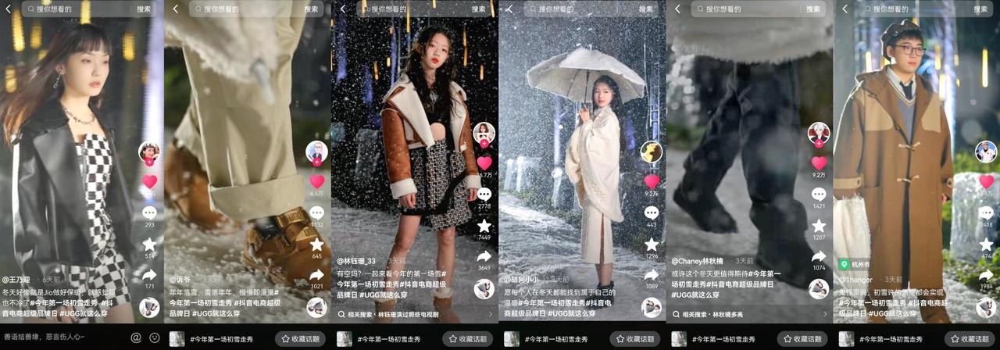 搜你想看的 搜索
293
514
171
@王乃迎 · 6天前
冬天好像就是Jio做好保暖，就感觉超
也不冷了#今年第一场初雪走秀 #抖
音电商超级品牌日 #UGG就这么穿
善语结善缘，恶言伤人心~
搜你想看的 搜索
6.4万
1132
645
1021
@诉爷 · 3天前
年年落雪，雪落年年，慢慢即漫漫#
今年第一场初雪走秀 #抖音电商超级
品牌日 #UGG就这么穿
#今年第一场初雪走秀 收藏话题
搜你想看的 搜索
26.7万
2778
7449
3649
@林钰珊_33 · 3天前
有空吗？一起来看今年的第一场雪#
今年第一场初雪走秀#抖音电商超级
品牌日 #UGG就这么穿
相关搜索 · 林钰珊演过哪些电视剧
#今年第一场初雪走秀 收藏话题
搜你想看的 搜索
9.2万
443
1296
1089
@胡阿小小 · 3天前
愿每个人在冬天都能找到属于自己的
温暖#今年第一场初雪走秀#抖音电
商超级品牌日 #UGG就这么穿
#今年第一场初雪走秀 收藏话题
搜你想看的 搜索
9.2万
1421
1207
1074
@Chaney林秋楠 · 3天前
或许这个冬天更值得期待#今年第一
场初雪走秀#抖音电商超级品牌日
#UGG就这么穿
相关搜索 · 林秋楠多高
#今年第一场初雪走秀 收藏话题
搜你想看的 搜索
2418
474
1984
杭州市
@1hanger · 3天前
里说，初雪许的愿望都会实现
#今年第一场初雪走秀#抖音电商超
级品牌日 #UGG就这么穿
#今年第一场初雪走秀 收藏话题